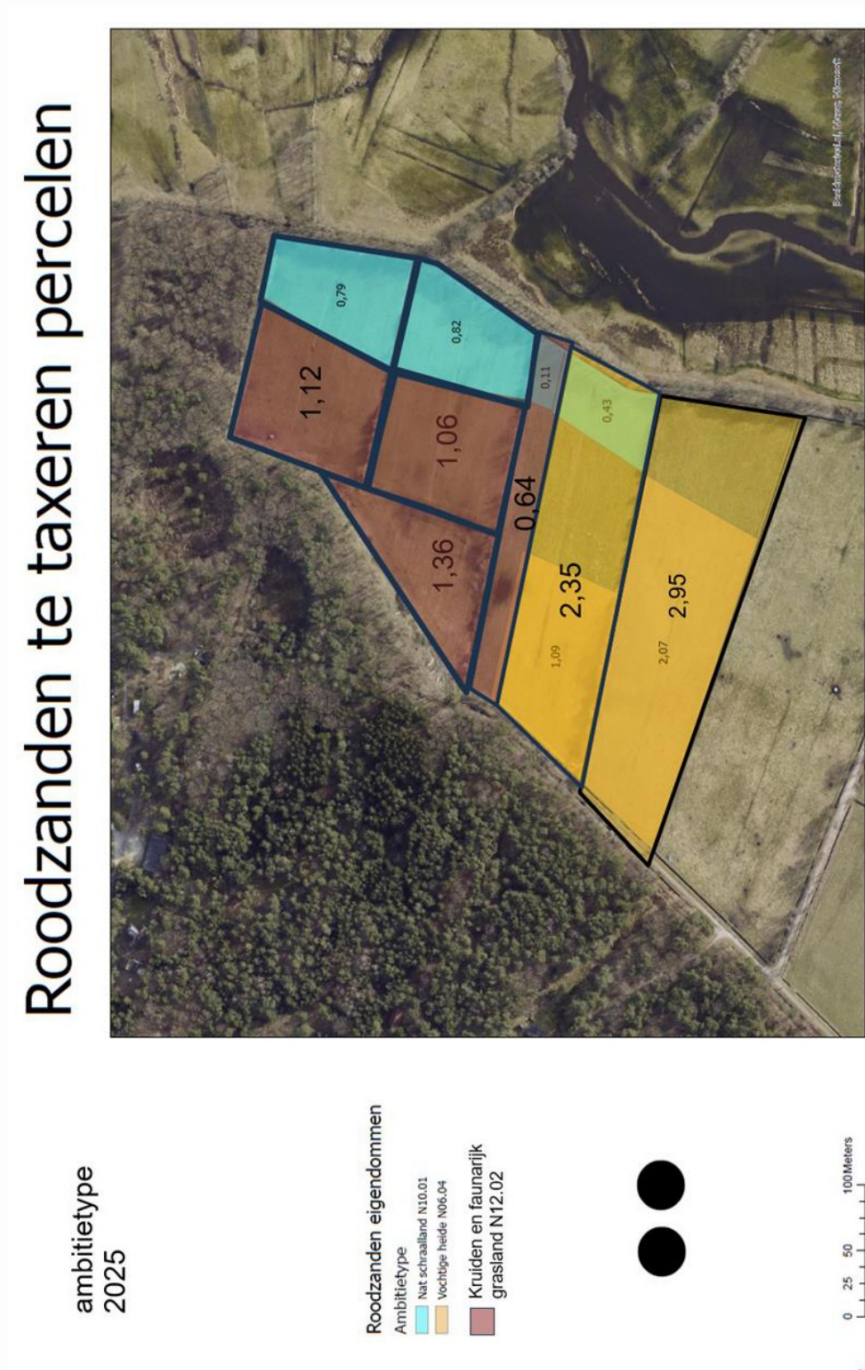 Roodzanden te taxeren percelen
ambitietype
2025
Roodzanden eigendommen
Ambitietype
Nat schraalland N10.01
Vochtige heide N06.04
Kruiden en faunarijk
grasland N12.02
0,79
1,12
0,82
1,06
0,11
0,64
1,36
0,43
2,35
1,09
2,95
2,07
0 25 50 100 Meters